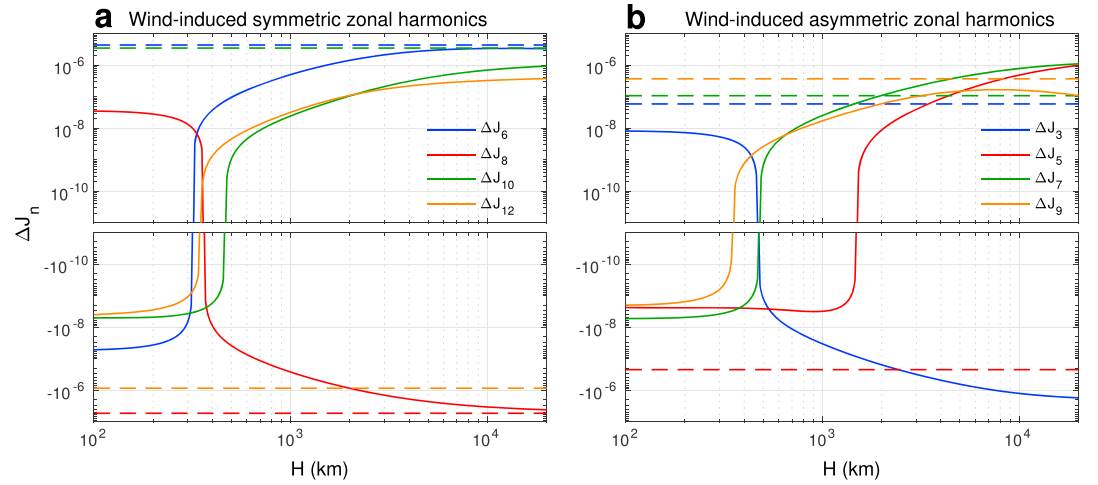 a Wind-induced symmetric zonal harmonics
10^-6
10^-8
10^-10
ΔJ_6
ΔJ_8
ΔJ_10
ΔJ_12
ΔJ_n
-10^-10
-10^-8
-10^-6
10^2 10^3 10^4
H (km)
b Wind-induced asymmetric zonal harmonics
10^-6
10^-8
10^-10
ΔJ_3
ΔJ_5
ΔJ_7
ΔJ_9
-10^-10
-10^-8
-10^-6
10^2 10^3 10^4
H (km)